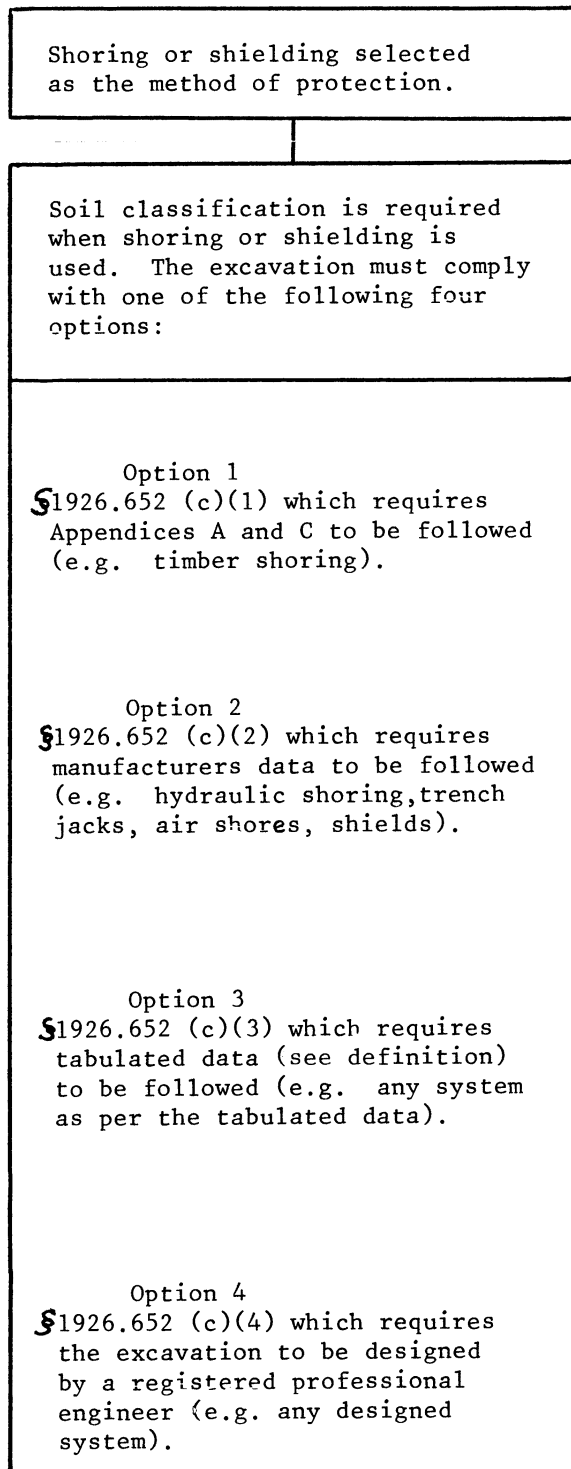 Shoring or shielding selected
as the method of protection.
Soil classification is required
when shoring or shielding is
used. The excavation must comply
with one of the following four
options:
Option 1
§1926.652 (c)(1) which requires
Appendices A and C to be followed
(e.g. timber shoring).
Option 2
§1926.652 (c)(2) which requires
manufacturers data to be followed
(e.g. hydraulic shoring,trench
jacks, air shores, shields).
Option 3
§1926.652 (c)(3) which requires
tabulated data (see definition)
to be followed (e.g. any system
as per the tabulated data).
Option 4
§1926.652 (c)(4) which requires
the excavation to be designed
by a registered professional
engineer (e.g. any designed
system).